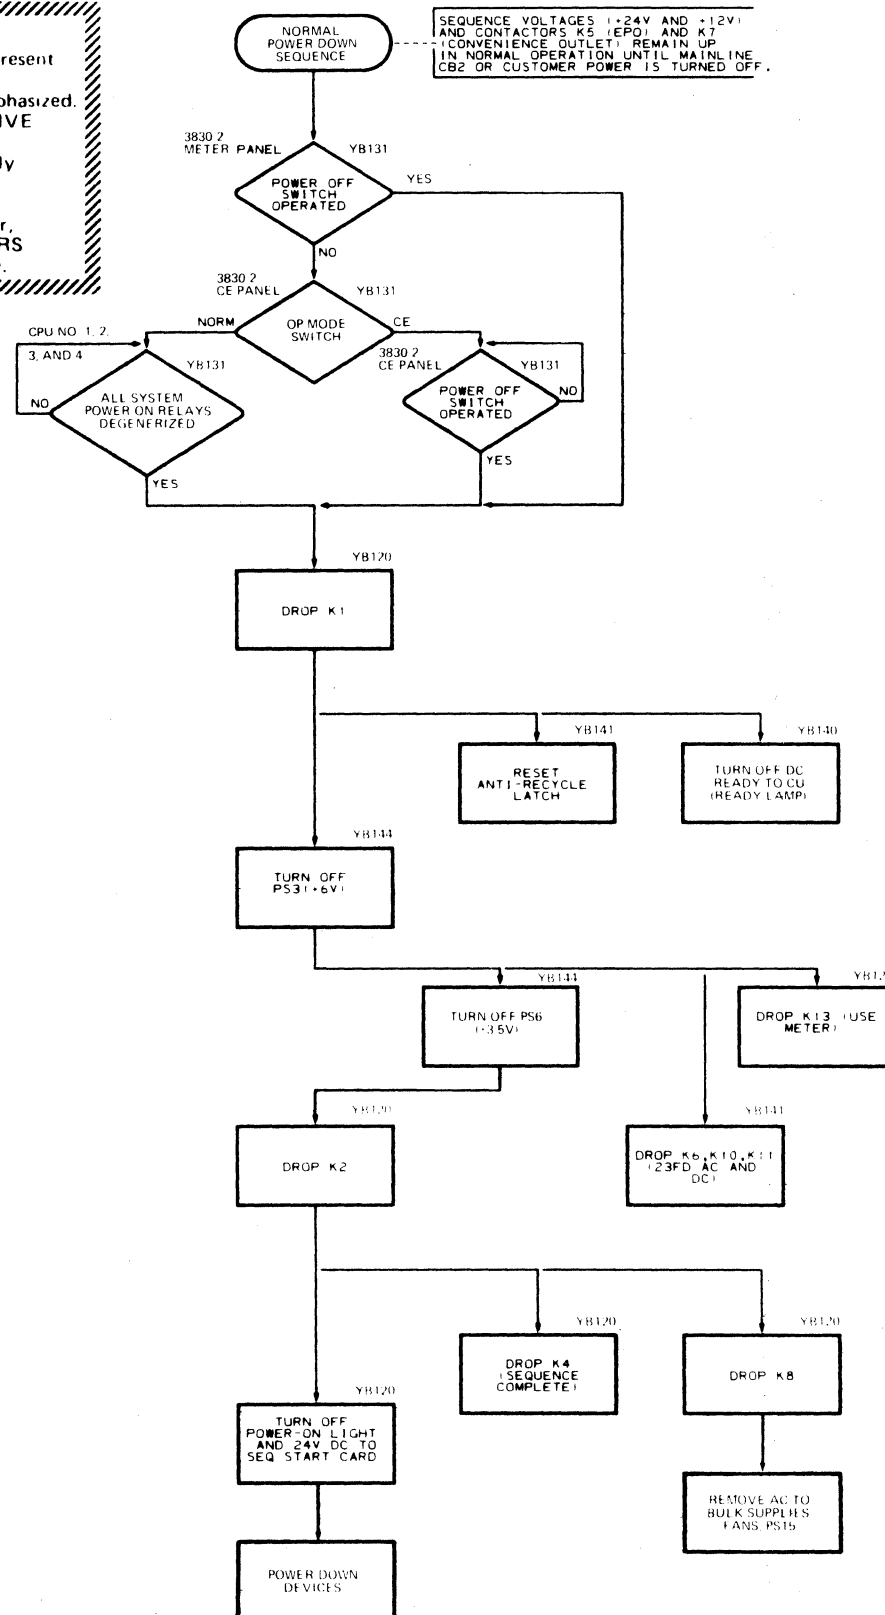 resent
phasized.
IVE
ly
r,
RS
NORMAL
POWER DOWN
SEQUENCE
SEQUENCE VOLTAGES (+24V AND +12V)
AND CONTACTORS K5 (EPO) AND K7
(CONVENIENCE OUTLET) REMAIN UP
IN NORMAL OPERATION UNTIL MAINLINE
CB2 OR CUSTOMER POWER IS TURNED OFF.
3830 2
METER PANEL
YB131
POWER OFF
SWITCH
OPERATED
YES
NO
3830 2
CE PANEL
YB131
OP MODE
SWITCH
NORM
CE
CPU NO. 1, 2,
3, AND 4
YB131
ALL SYSTEM
POWER ON RELAYS
DEGENERIZED
NO
YES
3830 2
CE PANEL
YB131
POWER OFF
SWITCH
OPERATED
NO
YES
YB120
DROP K1
YB141
RESET
ANTI-RECYCLE
LATCH
YB140
TURN OFF DC
READY TO CU
(READY LAMP)
YB144
TURN OFF
PS3 (+6V)
YB144
TURN OFF PS6
(-3.5V)
YB12
DROP K13 (USE
METER)
YB120
DROP K2
YB141
DROP K6, K10, K11
(23FD AC AND
DC)
YB120
DROP K4
(SEQUENCE
COMPLETE)
YB120
DROP K8
YB120
TURN OFF
POWER-ON LIGHT
AND 24V DC TO
SEQ START CARD
REMOVE AC TO
BULK SUPPLIES
FANS, PS15
POWER DOWN
DEVICES